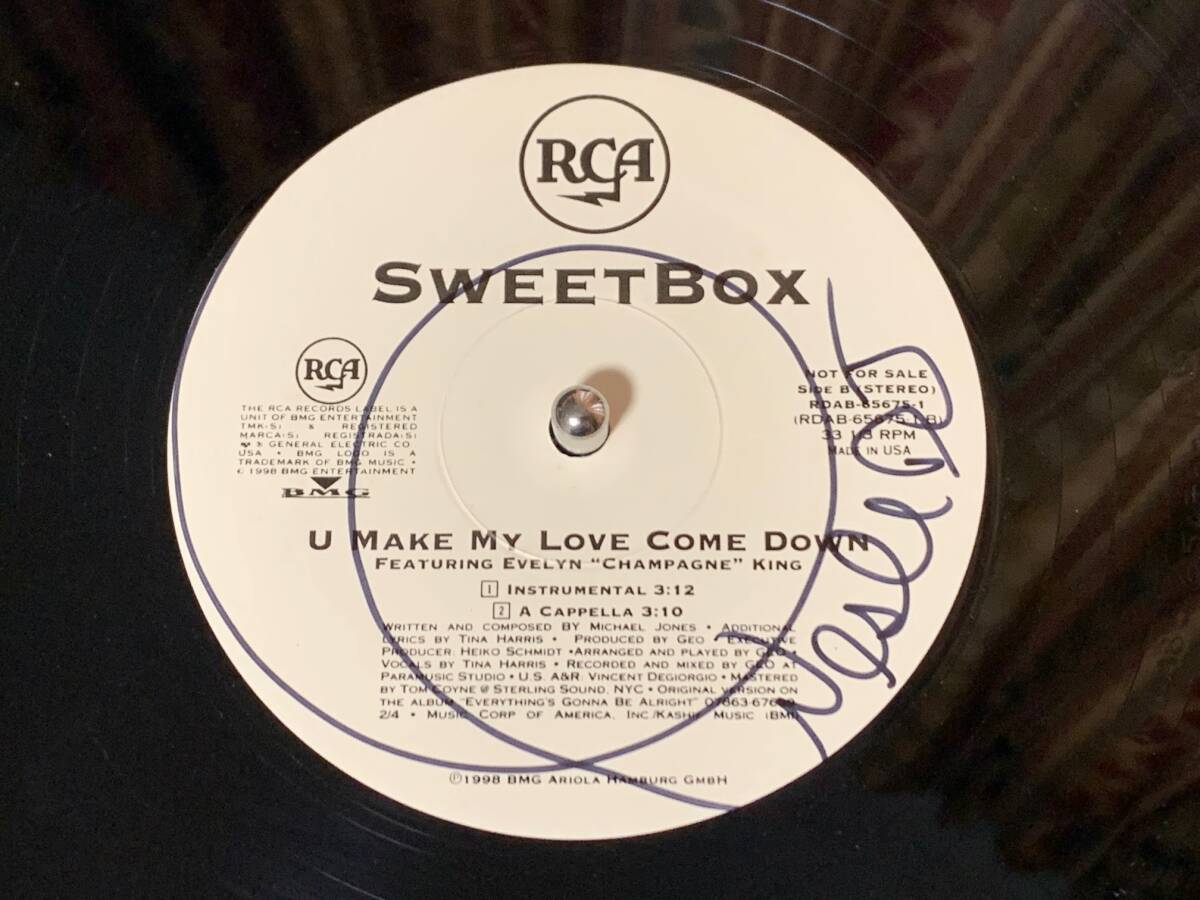 RCA
SWEETBOX
RCA
THE RCA RECORDS LABEL IS A
UNIT OF BMG ENTERTAINMENT
TMK(S) ® REGISTERED
MARCA(S) REGISTRADA(S)
® GENERAL ELECTRIC CO.
USA • BMG LOGO IS A
TRADEMARK OF BMG MUSIC •
© 1998 BMG ENTERTAINMENT
BMG
NOT FOR SALE
SIDE B (STEREO)
RDAB-65675-1
(RDAB-65675-1 B)
33 1/3 RPM
MADE IN USA
U MAKE MY LOVE COME DOWN
FEATURING EVELYN "CHAMPAGNE" KING
1 INSTRUMENTAL 3:12
2 A CAPPELLA 3:10
WRITTEN AND COMPOSED BY MICHAEL JONES • ADDITIONAL
LYRICS BY TINA HARRIS • PRODUCED BY GEO • EXECUTIVE
PRODUCER: HEIKO SCHMIDT •ARRANGED AND PLAYED BY GEO •
VOCALS BY TINA HARRIS • RECORDED AND MIXED BY GEO AT
PARAMUSIC STUDIO • U.S. A&R: VINCENT DEGIORGIO • MASTERED
BY TOM COYNE @ STERLING SOUND, NYC • ORIGINAL VERSION ON
THE ALBUM "EVERYTHING'S GONNA BE ALRIGHT"
2/4 • MUSIC CORP OF AMERICA, INC./KASHIF MUSIC (BMI)
℗1998 BMG ARIOLA HAMBURG GMBH